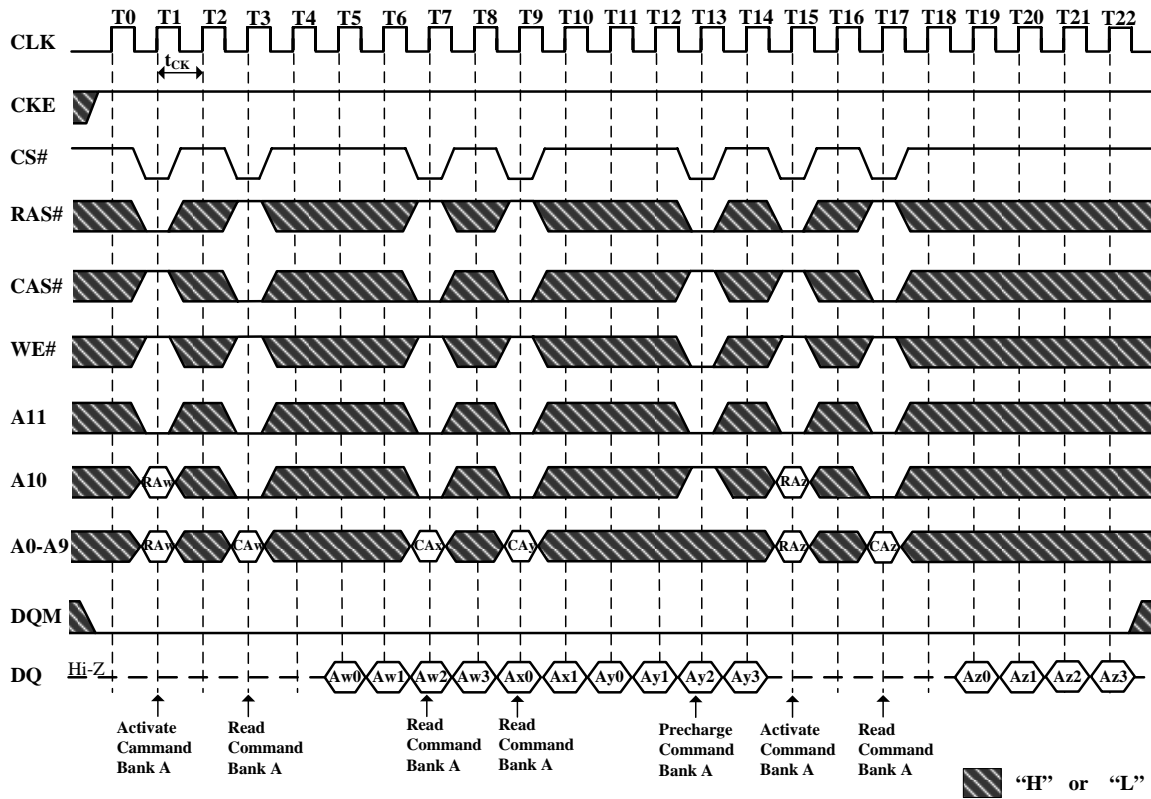 T0 T1 T2 T3 T4 T5 T6 T7 T8 T9 T10 T11 T12 T13 T14 T15 T16 T17 T18 T19 T20 T21 T22
CLK
tCK
CKE
CS#
RAS#
CAS#
WE#
A11
A10 RAw RAz
A0-A9 RAw CAw CAx CAy RAz CAz
DQM
DQ Hi-Z Aw0 Aw1 Aw2 Aw3 Ax0 Ax1 Ay0 Ay1 Ay2 Ay3 Az0 Az1 Az2 Az3
Activate Cammand Bank A
Read Command Bank A
Read Command Bank A
Read Command Bank A
Precharge Command Bank A
Activate Command Bank A
Read Command Bank A
“H” or “L”